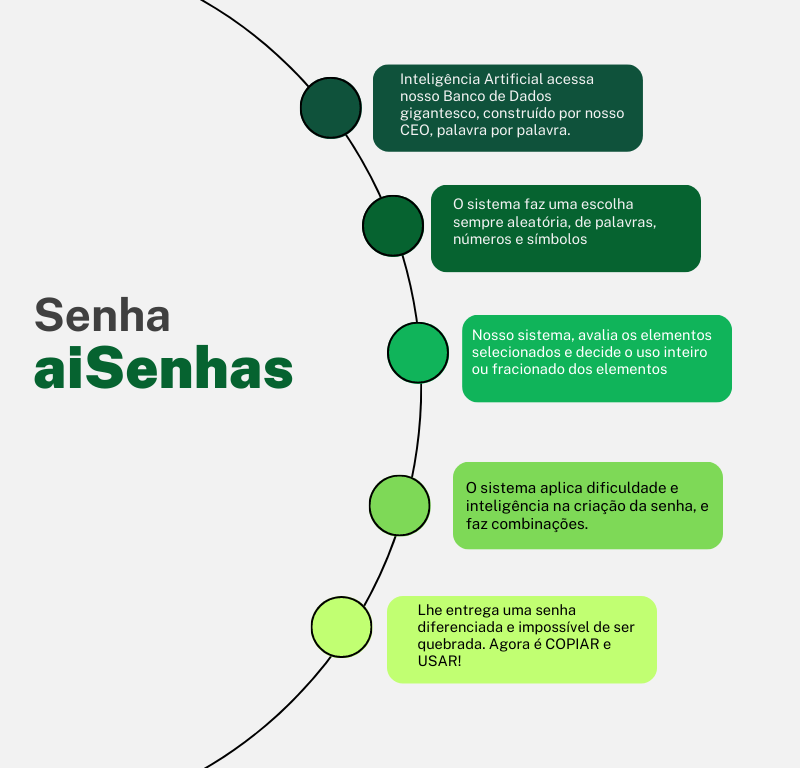 Senha
aiSenhas
Inteligência Artificial acessa
nosso Banco de Dados
gigantesco, construído por nosso
CEO, palavra por palavra.
O sistema faz uma escolha
sempre aleatória, de palavras,
números e símbolos
Nosso sistema, avalia os elementos
selecionados e decide o uso inteiro
ou fracionado dos elementos
O sistema aplica dificuldade e
inteligência na criação da senha, e
faz combinações.
Lhe entrega uma senha
diferenciada e impossível de ser
quebrada. Agora é COPIAR e
USAR!